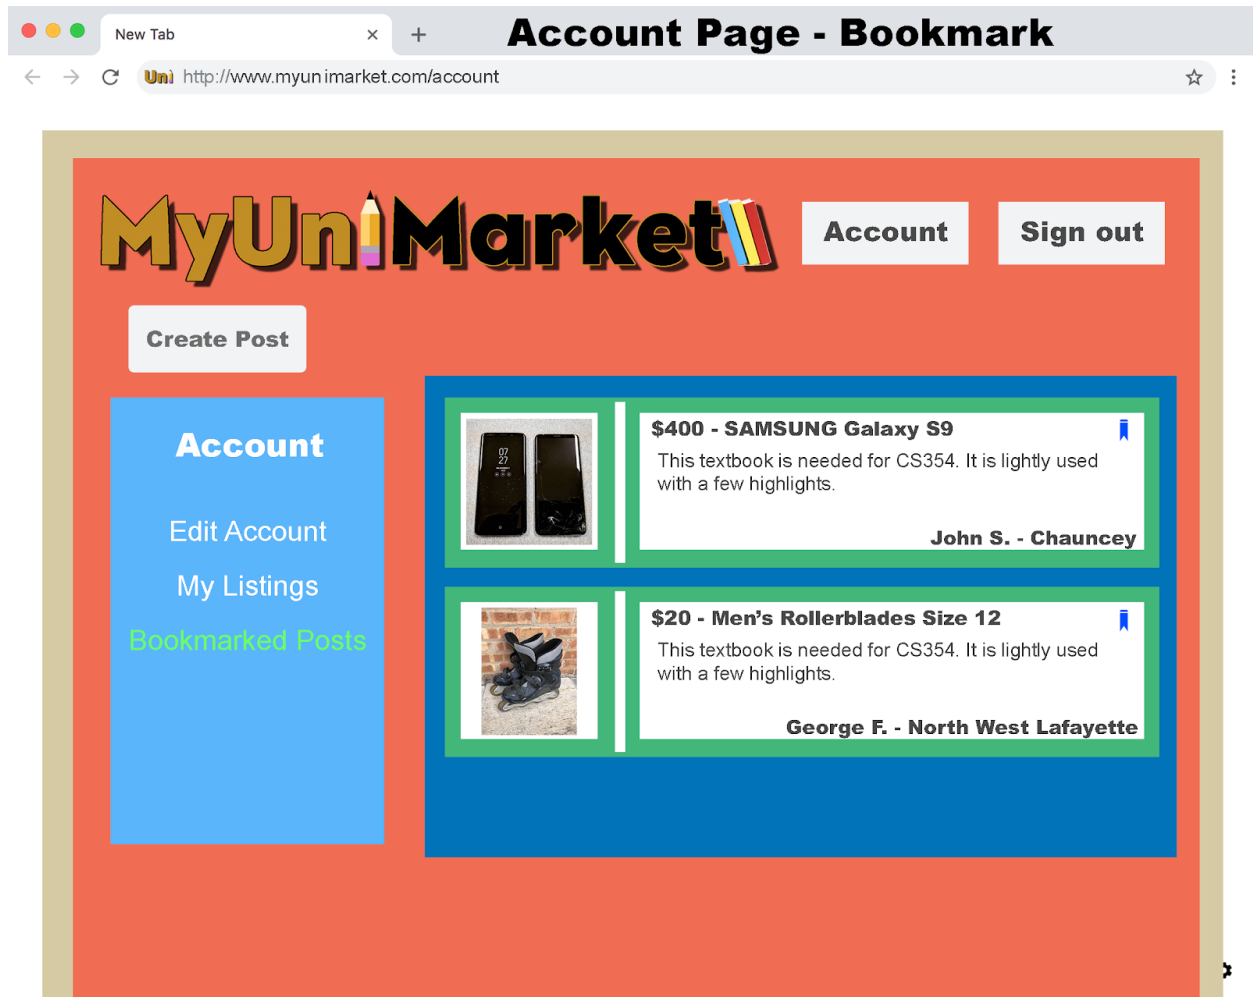 New Tab
Account Page - Bookmark
Uni http://www.myunimarket.com/account
MyUniMarket
Account
Sign out
Create Post
Account
Edit Account
My Listings
Bookmarked Posts
07
27
$400 - SAMSUNG Galaxy S9
This textbook is needed for CS354. It is lightly used
with a few highlights.
John S. - Chauncey
$20 - Men’s Rollerblades Size 12
This textbook is needed for CS354. It is lightly used
with a few highlights.
George F. - North West Lafayette